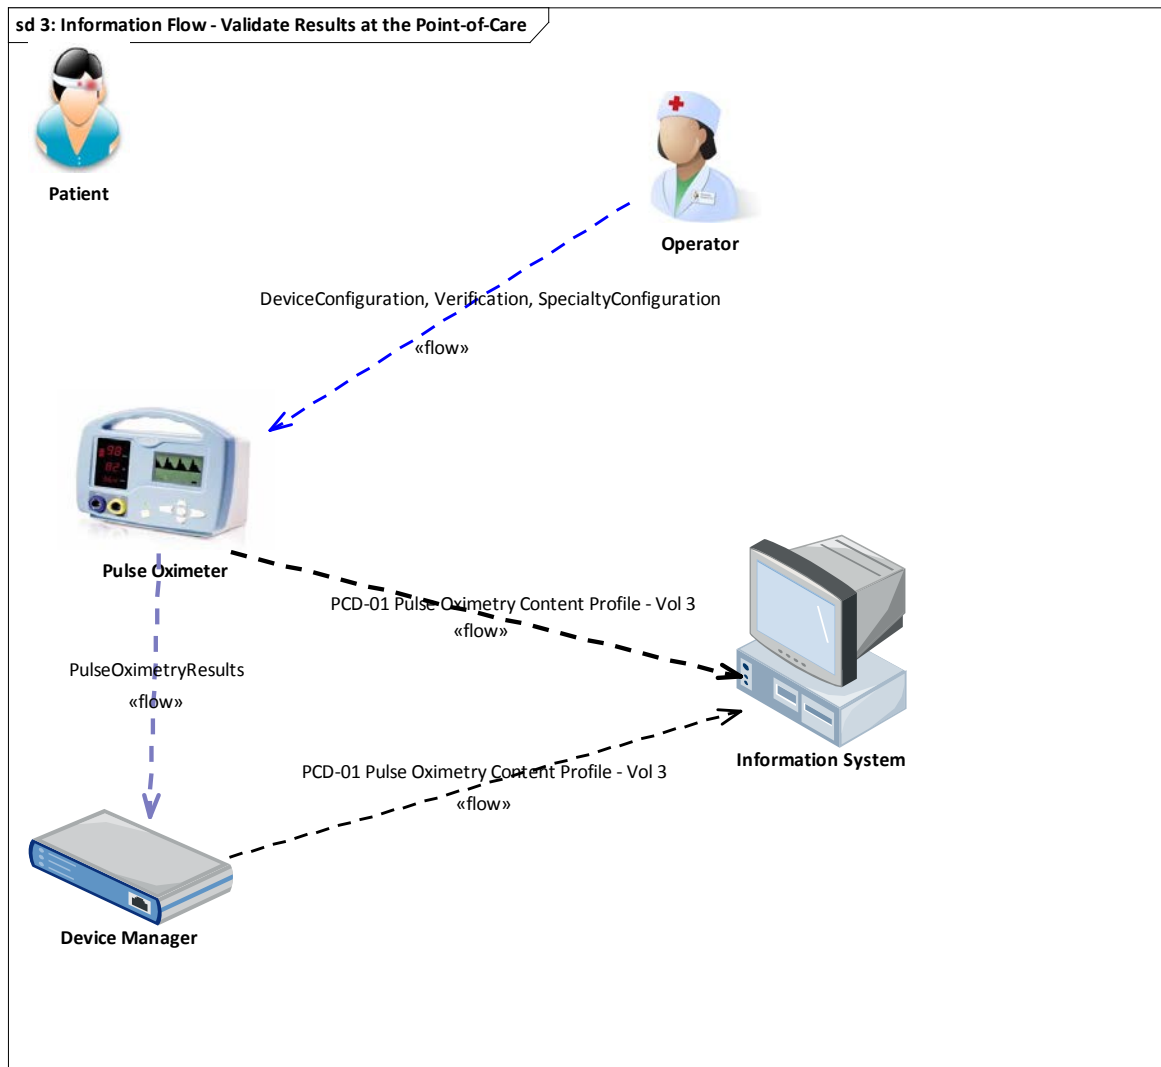 sd 3: Information Flow - Validate Results at the Point-of-Care
Patient
Operator
DeviceConfiguration, Verification, SpecialtyConfiguration
«flow»
98
82
Pulse Oximeter
PCD-01 Pulse Oximetry Content Profile - Vol 3
«flow»
PulseOximetryResults
«flow»
Information System
PCD-01 Pulse Oximetry Content Profile - Vol 3
«flow»
Device Manager